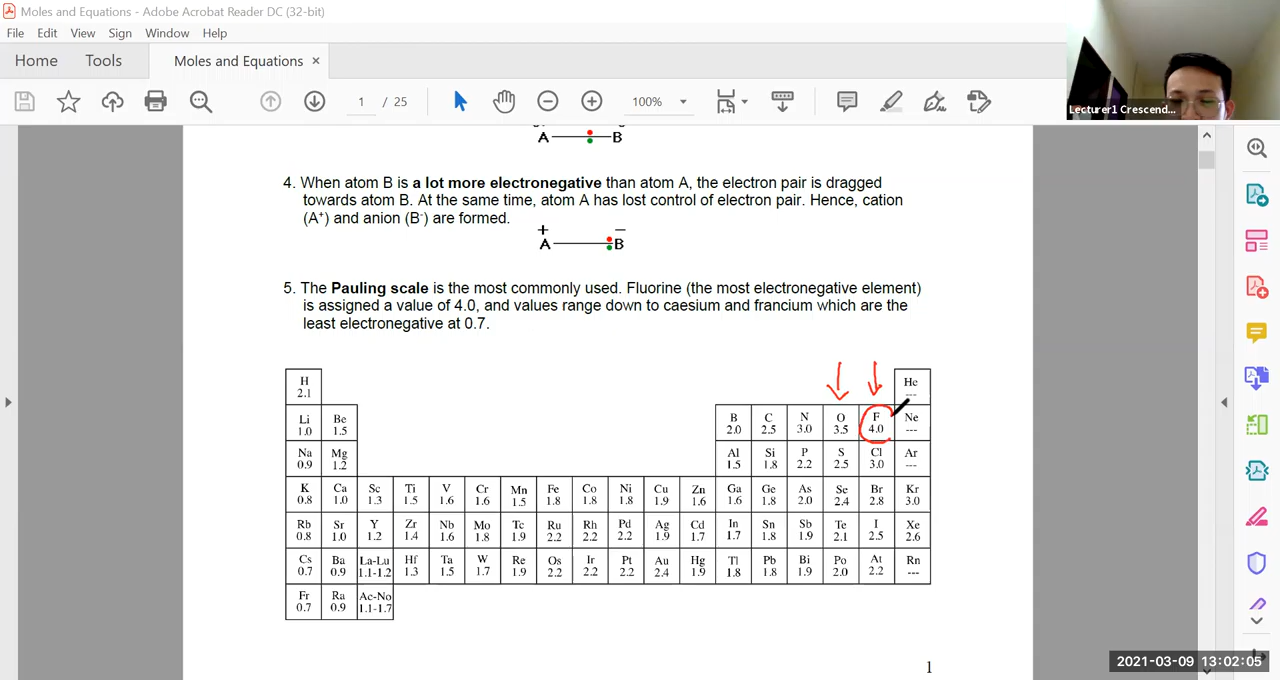 Moles and Equations - Adobe Acrobat Reader DC (32-bit)
File Edit View Sign Window Help
Home Tools Moles and Equations ×
1 / 25 100%
Lecturer1 Crescend...
A B
4. When atom B is a lot more electronegative than atom A, the electron pair is dragged
towards atom B. At the same time, atom A has lost control of electron pair. Hence, cation
(A⁺) and anion (B⁻) are formed.
+ −
A B
5. The Pauling scale is the most commonly used. Fluorine (the most electronegative element)
is assigned a value of 4.0, and values range down to caesium and francium which are the
least electronegative at 0.7.
H He
2.1 ---
Li Be B C N O F Ne
1.0 1.5 2.0 2.5 3.0 3.5 4.0 ---
Na Mg Al Si P S Cl Ar
0.9 1.2 1.5 1.8 2.2 2.5 3.0 ---
K Ca Sc Ti V Cr Mn Fe Co Ni Cu Zn Ga Ge As Se Br Kr
0.8 1.0 1.3 1.5 1.6 1.6 1.5 1.8 1.8 1.8 1.9 1.6 1.6 1.8 2.0 2.4 2.8 3.0
Rb Sr Y Zr Nb Mo Tc Ru Rh Pd Ag Cd In Sn Sb Te I Xe
0.8 1.0 1.2 1.4 1.6 1.8 1.9 2.2 2.2 2.2 1.9 1.7 1.7 1.8 1.9 2.1 2.5 2.6
Cs Ba La-Lu Hf Ta W Re Os Ir Pt Au Hg Tl Pb Bi Po At Rn
0.7 0.9 1.1-1.2 1.3 1.5 1.7 1.9 2.2 2.2 2.2 2.4 1.9 1.8 1.8 1.9 2.0 2.2 ---
Fr Ra Ac-No
0.7 0.9 1.1-1.7
1
2021-03-09 13:02:05